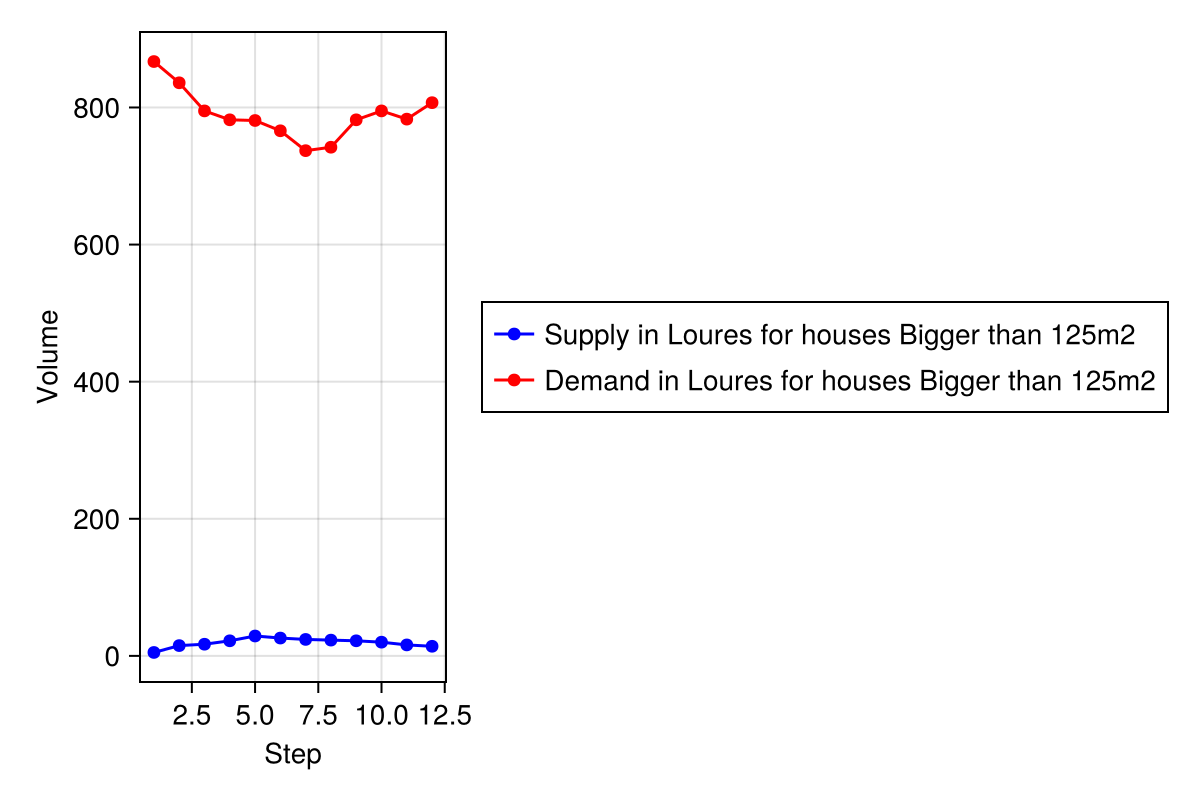 800
600
400
200
0
Volume
2.5 5.0 7.5 10.0 12.5
Step
Supply in Loures for houses Bigger than 125m2
Demand in Loures for houses Bigger than 125m2